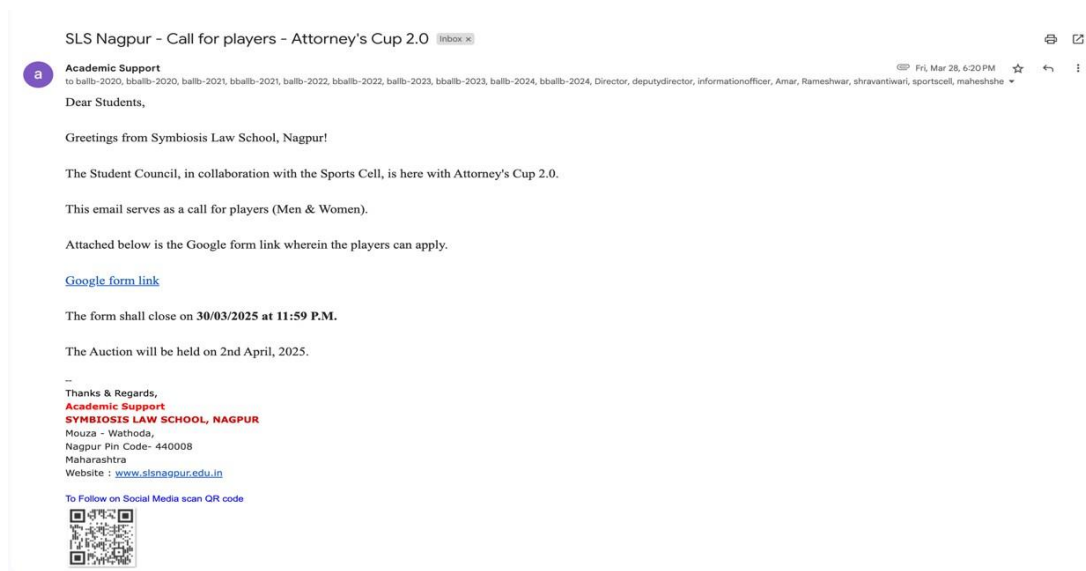 SLS Nagpur - Call for players - Attorney's Cup 2.0 Inbox x
a
Academic Support
Fri, Mar 28, 6:20 PM
to ballb-2020, bballb-2020, ballb-2021, bballb-2021, ballb-2022, bballb-2022, ballb-2023, bballb-2023, ballb-2024, bballb-2024, Director, deputydirector, informationofficer, Amar, Rameshwar, shravantiwari, sportscell, maheshshe
Dear Students,
Greetings from Symbiosis Law School, Nagpur!
The Student Council, in collaboration with the Sports Cell, is here with Attorney's Cup 2.0.
This email serves as a call for players (Men & Women).
Attached below is the Google form link wherein the players can apply.
Google form link
The form shall close on 30/03/2025 at 11:59 P.M.
The Auction will be held on 2nd April, 2025.
--
Thanks & Regards,
Academic Support
SYMBIOSIS LAW SCHOOL, NAGPUR
Mouza - Wathoda,
Nagpur Pin Code- 440008
Maharashtra
Website : www.slsnagpur.edu.in
To Follow on Social Media scan QR code